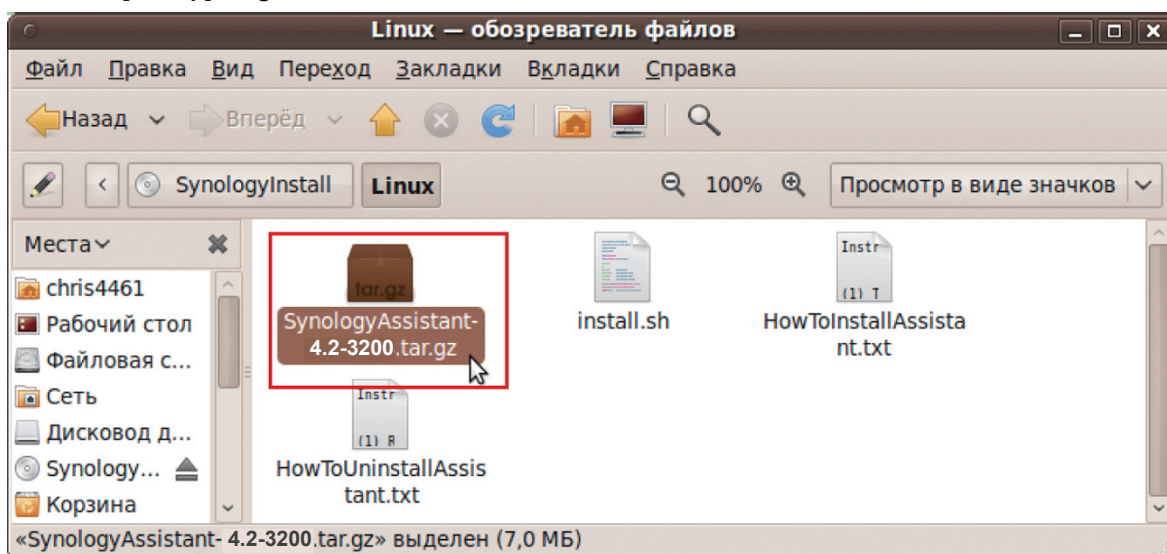 Linux — обозреватель файлов
Файл Правка Вид Переход Закладки Вкладки Справка
Назад Вперёд
SynologyInstall Linux 100% Просмотр в виде значков
Места
chris4461
Рабочий стол
Файловая с...
Сеть
Дисковод д...
Synology...
Корзина
tar.gz
SynologyAssistant-
4.2-3200.tar.gz
install.sh
Instr
(1) T
HowToInstallAssista
nt.txt
Instr
(1) R
HowToUninstallAssis
tant.txt
«SynologyAssistant- 4.2-3200.tar.gz» выделен (7,0 МБ)